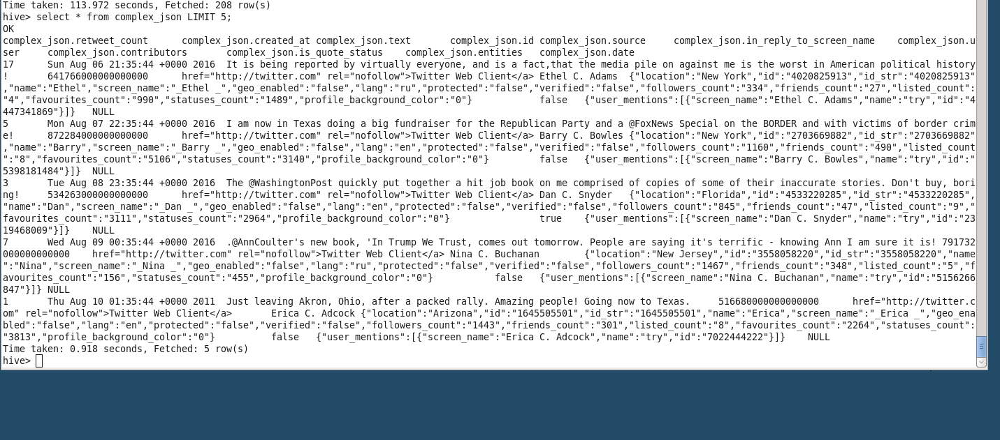 Time taken: 113.972 seconds, Fetched: 208 row(s)
hive> select * from complex_json LIMIT 5;
OK
complex_json.retweet_count      complex_json.created_at complex_json.text       complex_json.id complex_json.source     complex_json.in_reply_to_screen_name    complex_json.u
ser     complex_json.contributors       complex_json.is_quote_status    complex_json.entities   complex_json.date
17      Sun Aug 06 21:35:44 +0000 2016  It is being reported by virtually everyone, and is a fact,that the media pile on against me is the worst in American political history
!       641766000000000000      href="http://twitter.com" rel="nofollow">Twitter Web Client</a> Ethel C. Adams  {"location":"New York","id":"4020825913","id_str":"4020825913"
,"name":"Ethel","screen_name":"_Ethel _","geo_enabled":"false","lang":"ru","protected":"false","verified":"false","followers_count":"334","friends_count":"27","listed_count":
"4","favourites_count":"990","statuses_count":"1489","profile_background_color":"0"}            false   {"user_mentions":[{"screen_name":"Ethel C. Adams","name":"try","id":"4
447341869"}]}   NULL
5       Mon Aug 07 22:35:44 +0000 2016  I am now in Texas doing a big fundraiser for the Republican Party and a @FoxNews Special on the BORDER and with victims of border crim
e!      872284000000000000      href="http://twitter.com" rel="nofollow">Twitter Web Client</a> Barry C. Bowles {"location":"New York","id":"2703669882","id_str":"2703669882"
,"name":"Barry","screen_name":"_Barry _","geo_enabled":"false","lang":"en","protected":"false","verified":"false","followers_count":"1160","friends_count":"490","listed_count
":"8","favourites_count":"5106","statuses_count":"3140","profile_background_color":"0"}         false   {"user_mentions":[{"screen_name":"Barry C. Bowles","name":"try","id":"
5398181484"}]}  NULL
3       Tue Aug 08 23:35:44 +0000 2016  The @WashingtonPost quickly put together a hit job book on me comprised of copies of some of their inaccurate stories. Don't buy, bori
ng!     534263000000000000      href="http://twitter.com" rel="nofollow">Twitter Web Client</a> Dan C. Snyder   {"location":"Florida","id":"4533220285","id_str":"4533220285",
"name":"Dan","screen_name":"_Dan _","geo_enabled":"false","lang":"en","protected":"false","verified":"false","followers_count":"845","friends_count":"47","listed_count":"9","
favourites_count":"3111","statuses_count":"2964","profile_background_color":"0"}                true    {"user_mentions":[{"screen_name":"Dan C. Snyder","name":"try","id":"23
19468009"}]}    NULL
7       Wed Aug 09 00:35:44 +0000 2016  .@AnnCoulter's new book, 'In Trump We Trust, comes out tomorrow. People are saying it's terrific - knowing Ann I am sure it is! 791732
000000000000    href="http://twitter.com" rel="nofollow">Twitter Web Client</a> Nina C. Buchanan        {"location":"New Jersey","id":"3558058220","id_str":"3558058220","name
":"Nina","screen_name":"_Nina _","geo_enabled":"false","lang":"ru","protected":"false","verified":"false","followers_count":"1467","friends_count":"348","listed_count":"5","f
avourites_count":"156","statuses_count":"455","profile_background_color":"0"}           false   {"user_mentions":[{"screen_name":"Nina C. Buchanan","name":"try","id":"5156266
847"}]} NULL
1       Thu Aug 10 01:35:44 +0000 2011  Just leaving Akron, Ohio, after a packed rally. Amazing people! Going now to Texas.     516680000000000000      href="http://twitter.c
om" rel="nofollow">Twitter Web Client</a>       Erica C. Adcock {"location":"Arizona","id":"1645505501","id_str":"1645505501","name":"Erica","screen_name":"_Erica _","geo_ena
bled":"false","lang":"en","protected":"false","verified":"false","followers_count":"1443","friends_count":"301","listed_count":"8","favourites_count":"2264","statuses_count":
"3813","profile_background_color":"0"}          false   {"user_mentions":[{"screen_name":"Erica C. Adcock","name":"try","id":"7022444222"}]}    NULL
Time taken: 0.918 seconds, Fetched: 5 row(s)
hive>